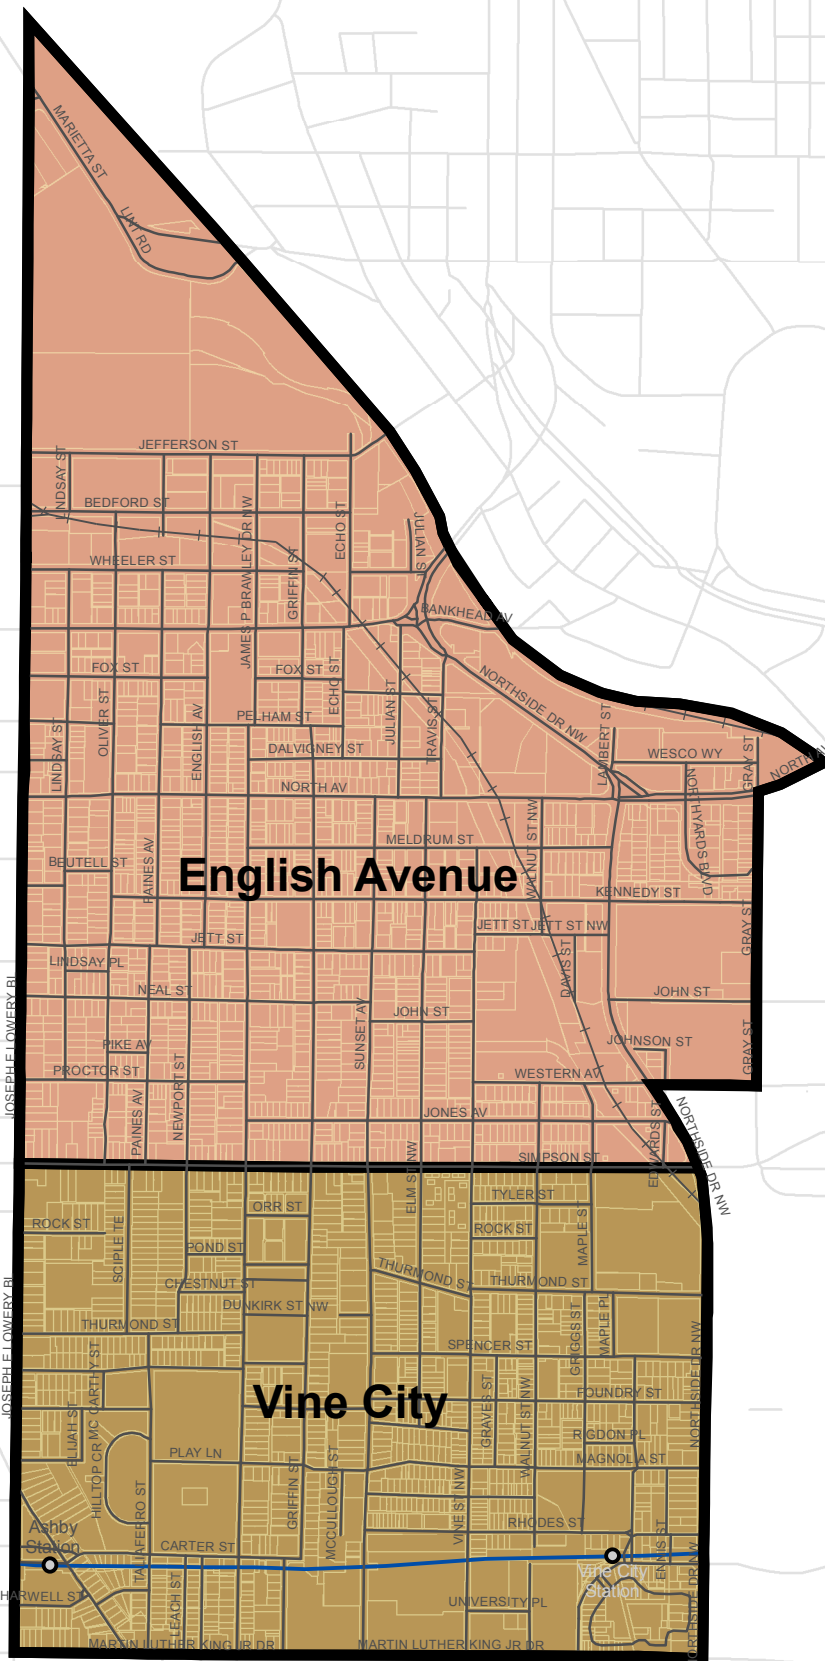 MARIETTA ST
LINT RD
JEFFERSON ST
LINDSAY ST
BEDFORD ST
JAMES P BRAWLEY DR NW
ECHO ST
JULIAN ST
WHEELER ST
GRIFFIN ST
BANKHEAD AV
FOX ST
FOX ST
ECHO ST
NORTHSIDE DR NW
OLIVER ST
JULIAN ST
TRAVIS ST
ENGLISH AV
LINDSAY ST
PELHAM ST
LAMBERT ST
DALVIGNEY ST
WESCO WY
GRAY ST
NORTH AV
NORTH AV
NORTHYARDS BLVD
WALNUT ST NW
MELDRUM ST
PAINES AV
BEUTELL ST
English Avenue
KENNEDY ST
GRAY ST
JETT ST
JETT ST NW
JETT ST
DAVIS ST
LINDSAY PL
NEAL ST
JOHN ST
JOHN ST
JOSEPH E LOWERY BL
SUNSET AV
PIKE AV
JOHNSON ST
GRAY ST
PROCTOR ST
NEWPORT ST
WESTERN AV
PAINES AV
JONES AV
EDWARDS ST
NORTHSIDE DR NW
SIMPSON ST
ELM ST NW
TYLER ST
ORR ST
ROCK ST
ROCK ST
SCIPLE TE
MAPLE ST
POND ST
THURMOND ST
THURMOND ST
CHESTNUT ST
DUNKIRK ST NW
THURMOND ST
JOSEPH E LOWERY BL
GRIGGS ST
MAPLE PL
SPENCER ST
NORTHSIDE DR NW
HILLTOP CR MC CARTHY ST
Vine City
FOUNDRY ST
GRAVES ST
WALNUT ST NW
ELIJAH ST
RIGDON PL
PLAY LN
MAGNOLIA ST
GRIFFIN ST
MCCULLOUGH ST
VINE ST NW
TALIAFERRO ST
RHODES ST
Ashby
Station
CARTER ST
ENNIS ST
Vine City
Station
HARWELL ST
LEACH ST
UNIVERSITY PL
NORTHSIDE DR NW
MARTIN LUTHER KING JR DR
MARTIN LUTHER KING JR DR